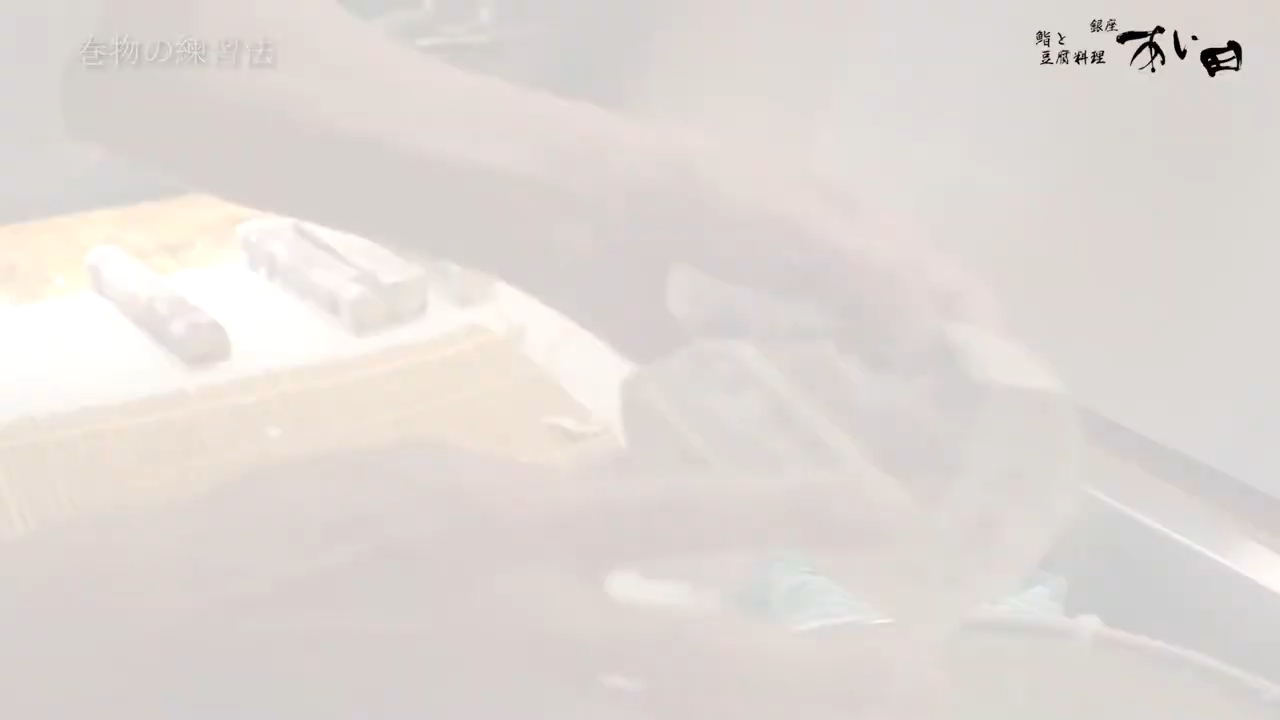 巻物の練習法
銀座
鮨と
豆腐料理
あい田